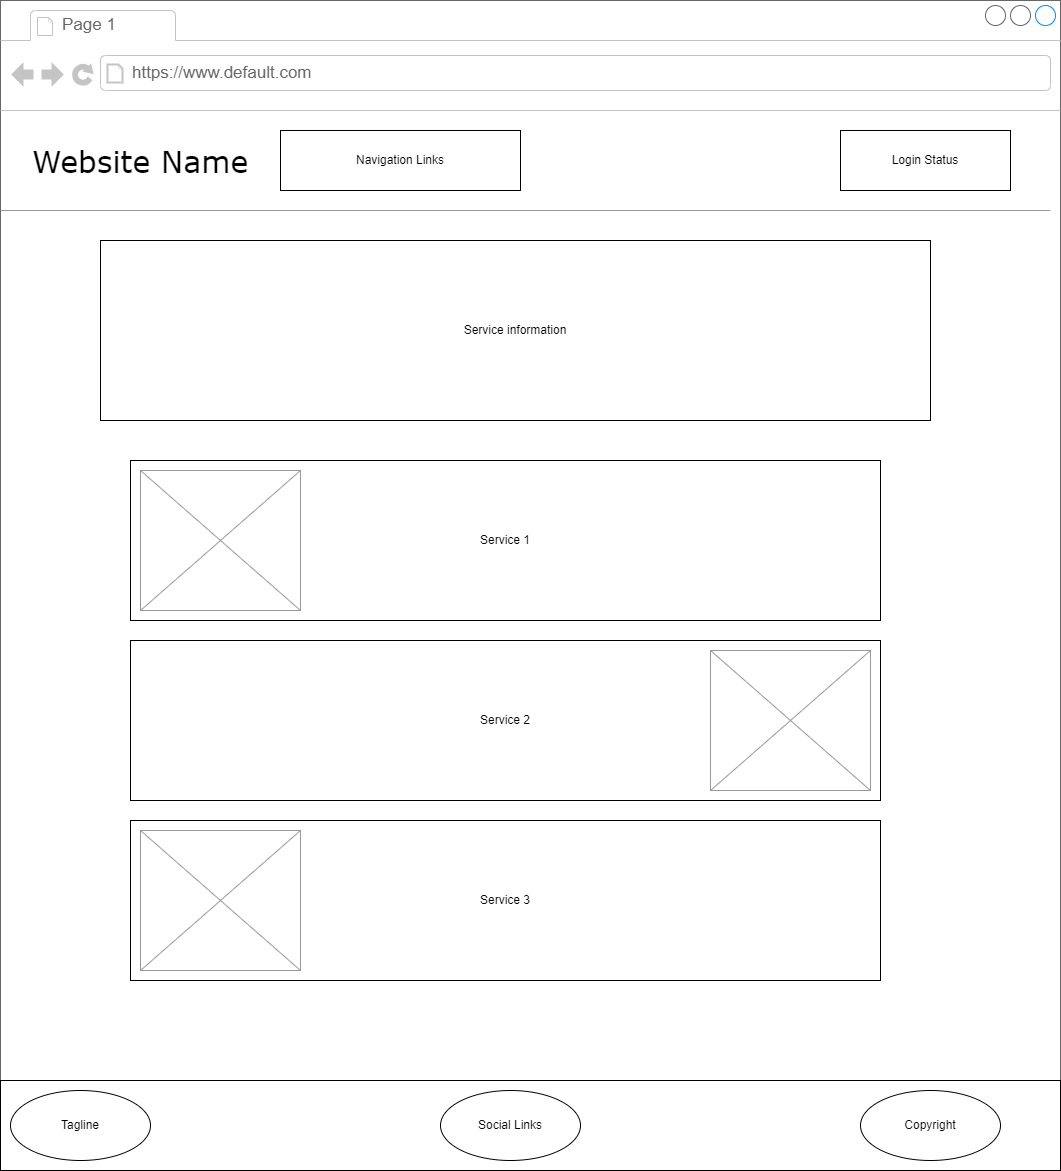 Page 1
https://www.default.com
Website Name
Navigation Links
Login Status
Service information
Service 1
Service 2
Service 3
Tagline
Social Links
Copyright